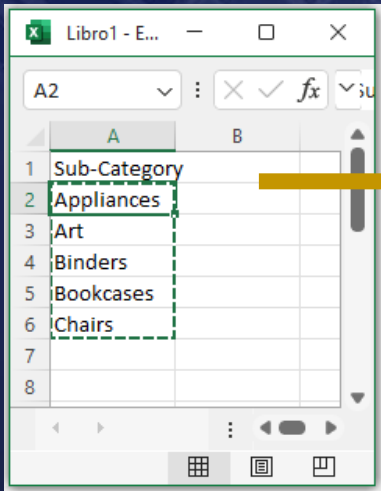 Libro1 - E...
A2
fx
A B
1 Sub-Category
2 Appliances
3 Art
4 Binders
5 Bookcases
6 Chairs
7
8